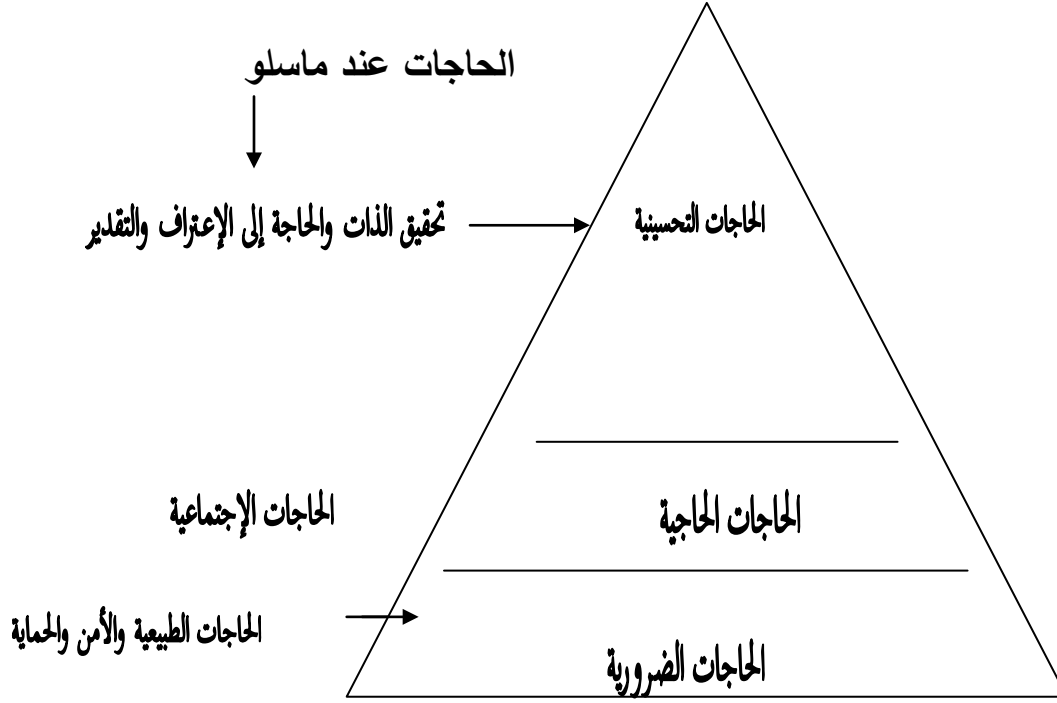 الحاجات عند ماسلو
الحاجات التحسينية
تحقيق الذات والحاجة إلى الإعتراف والتقدير
الحاجات الحاجية
الحاجات الإجتماعية
الحاجات الطبيعية والأمن والحماية
الحاجات الضرورية